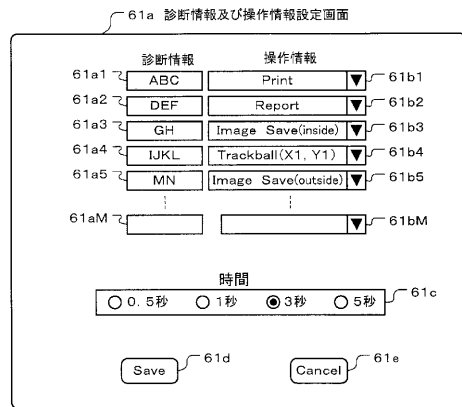 61a 診断情報及び操作情報設定画面
診断情報 操作情報
61a1 ABC Print ▼ 61b1
61a2 DEF Report ▼ 61b2
61a3 GH Image Save(inside) ▼ 61b3
61a4 IJKL Trackball(X1, Y1) ▼ 61b4
61a5 MN Image Save(outside) ▼ 61b5
61aM ▼ 61bM
時間
0.5秒 1秒 3秒 5秒 61c
Save 61d Cancel 61e